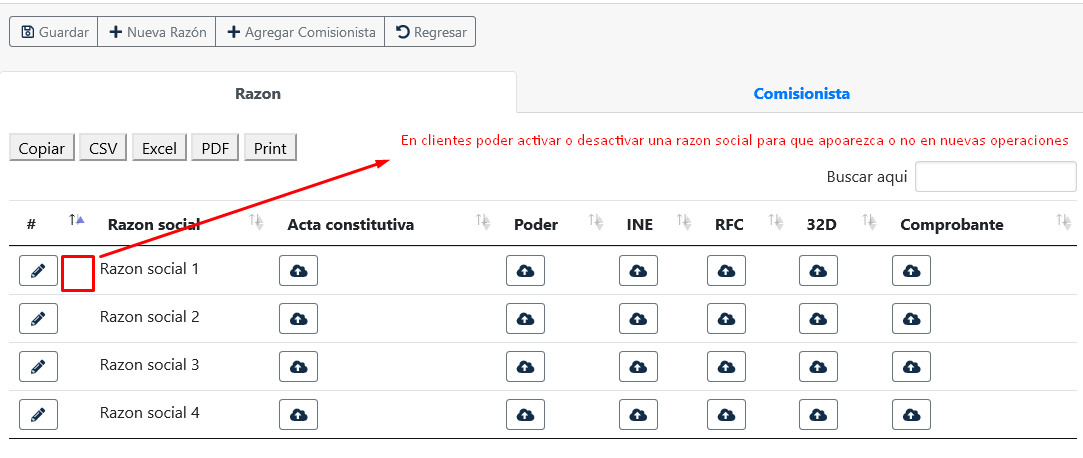 Guardar Nueva Razón Agregar Comisionista Regresar
Razon Comisionista
Copiar CSV Excel PDF Print
En clientes poder activar o desactivar una razon social para que apoarezca o no en nuevas operaciones
Buscar aqui
# Razon social Acta constitutiva Poder INE RFC 32D Comprobante
Razon social 1
Razon social 2
Razon social 3
Razon social 4